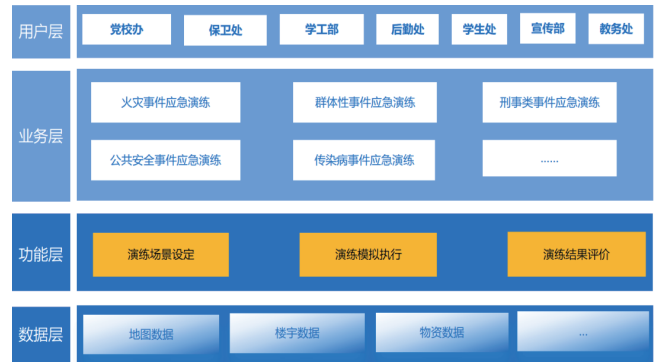 用户层
党校办 保卫处 学工部 后勤处 学生处 宣传部 教务处
业务层
火灾事件应急演练 群体性事件应急演练 刑事类事件应急演练
公共安全事件应急演练 传染病事件应急演练 ......
功能层
演练场景设定 演练模拟执行 演练结果评价
数据层
地图数据 楼宇数据 物资数据 ...